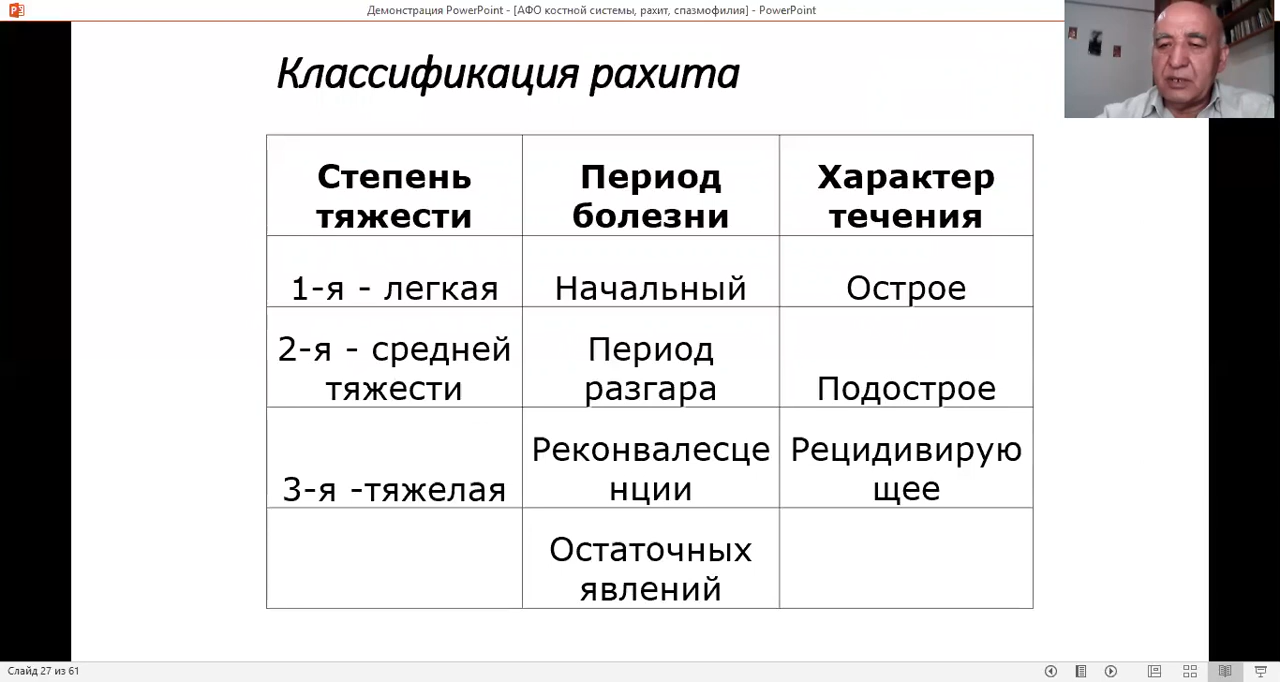 Демонстрация PowerPoint - [АФО костной системы, рахит, спазмофилия] - PowerPoint
Классификация рахита
Степень тяжести
Период болезни
Характер течения
1-я - легкая
Начальный
Острое
2-я - средней тяжести
Период разгара
Подострое
3-я -тяжелая
Реконвалесце
нции
Рецидивирую
щее
Остаточных явлений
Слайд 27 из 61